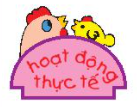 hoạt động
thực tế